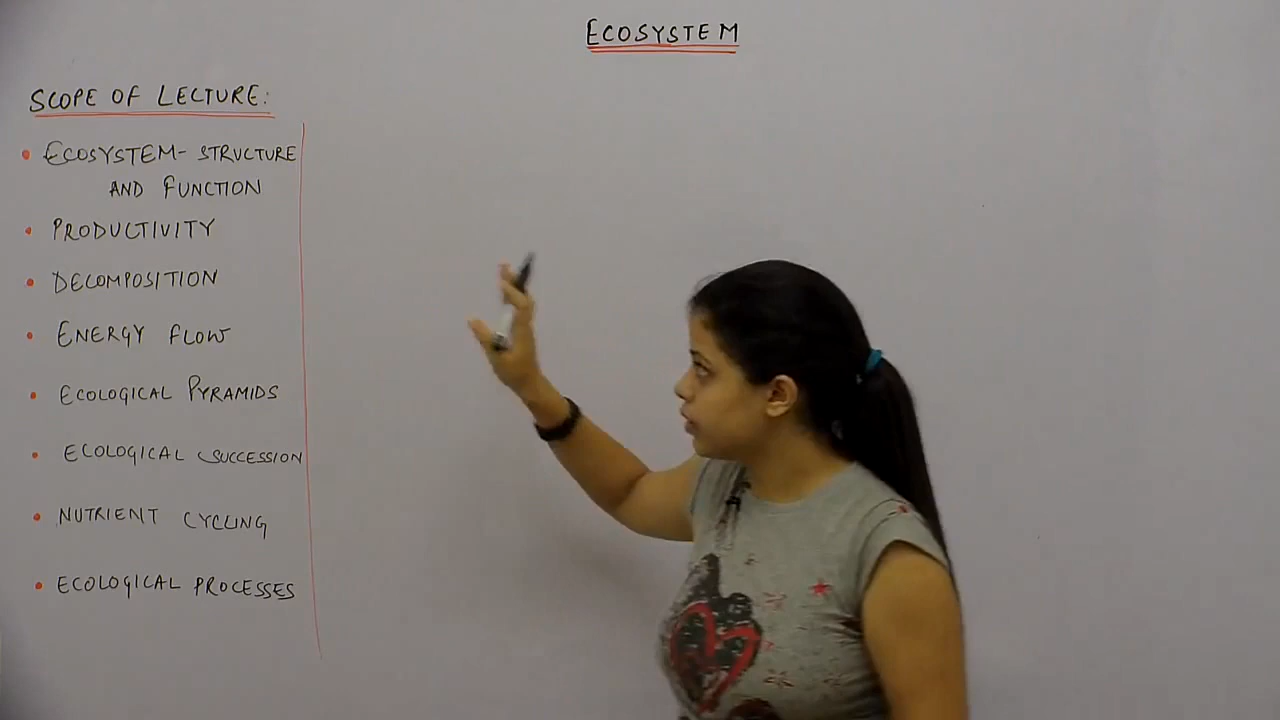 ECOSYSTEM
SCOPE OF LECTURE:
• ECOSYSTEM- STRUCTURE
AND FUNCTION
• PRODUCTIVITY
• DECOMPOSITION
• ENERGY FLOW
• ECOLOGICAL PYRAMIDS
• ECOLOGICAL SUCCESSION
• NUTRIENT CYCLING
• ECOLOGICAL PROCESSES